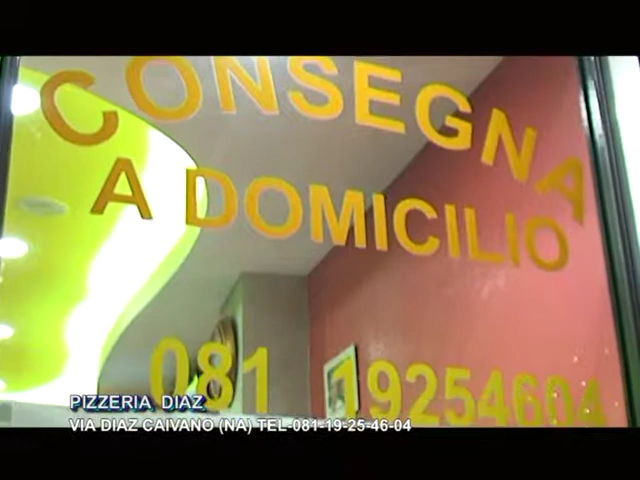 CONSEGNA
A DOMICILIO
081 19254604
PIZZERIA DIAZ
VIA DIAZ CAIVANO (NA) TEL-081-19-25-46-04